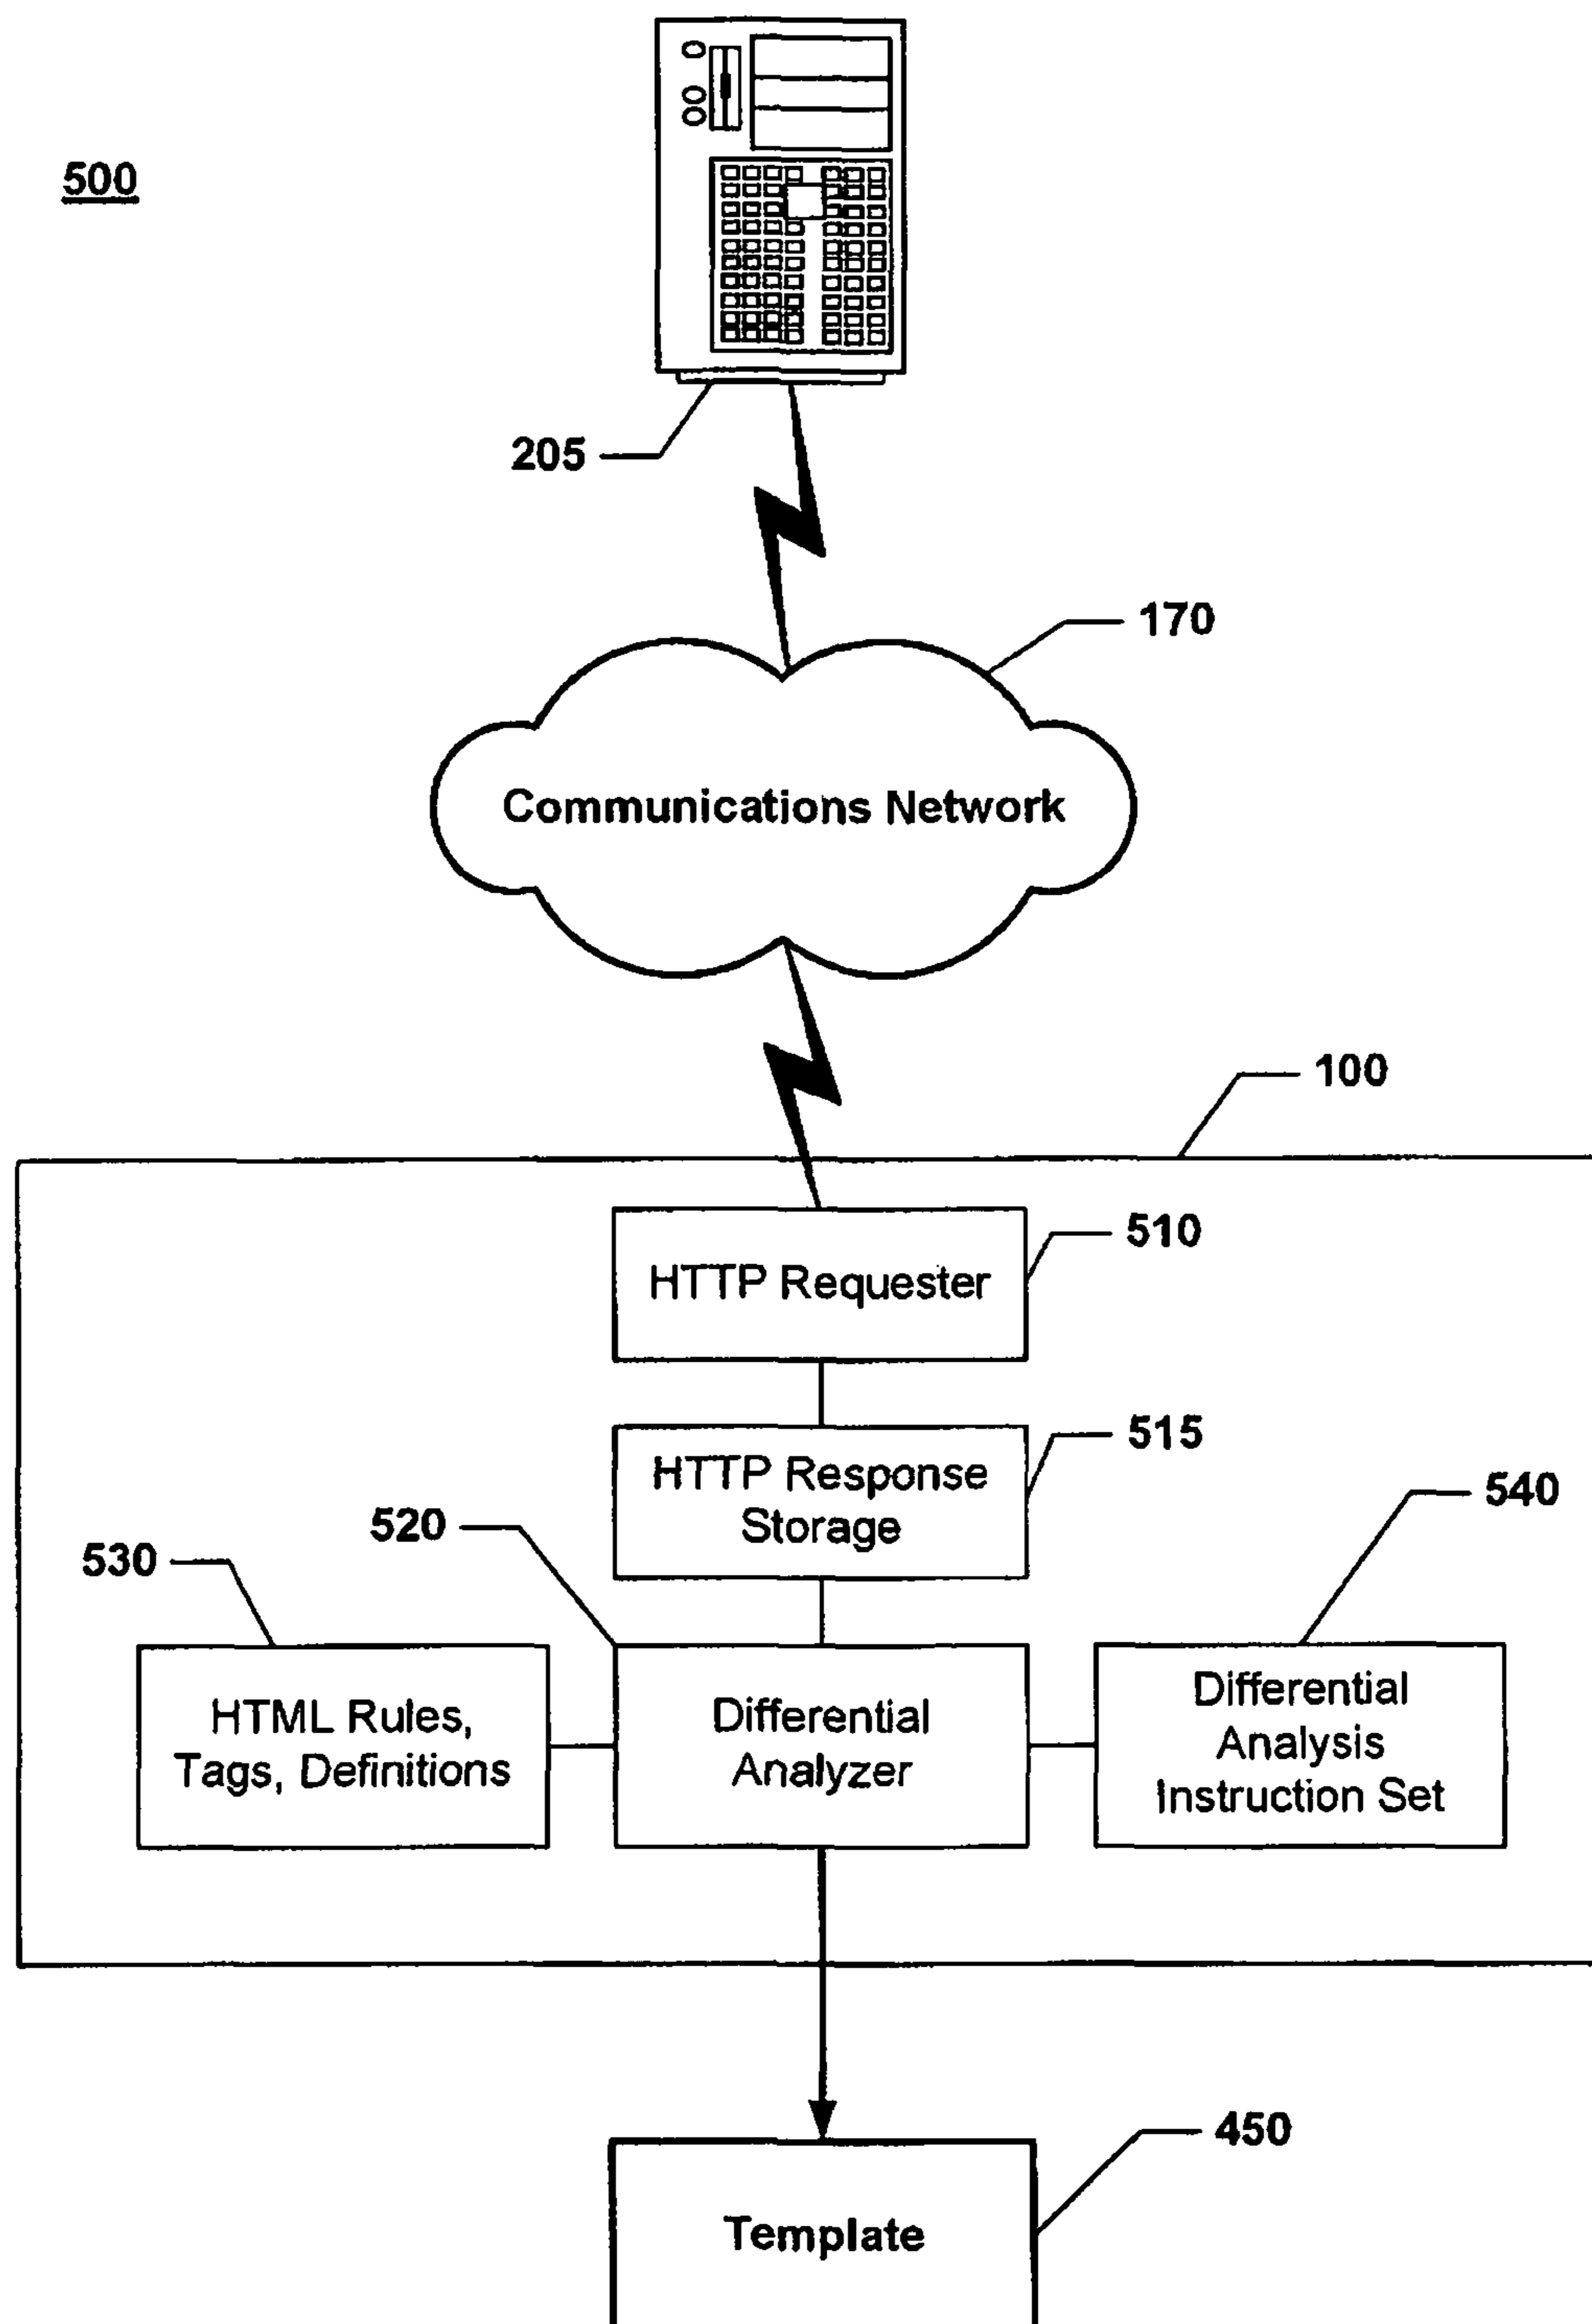 500
205
170
Communications Network
100
510
HTTP Requester
515
HTTP Response
Storage
540
520
530
HTML Rules,
Tags, Definitions
Differential
Analyzer
Differential
Analysis
Instruction Set
450
Template